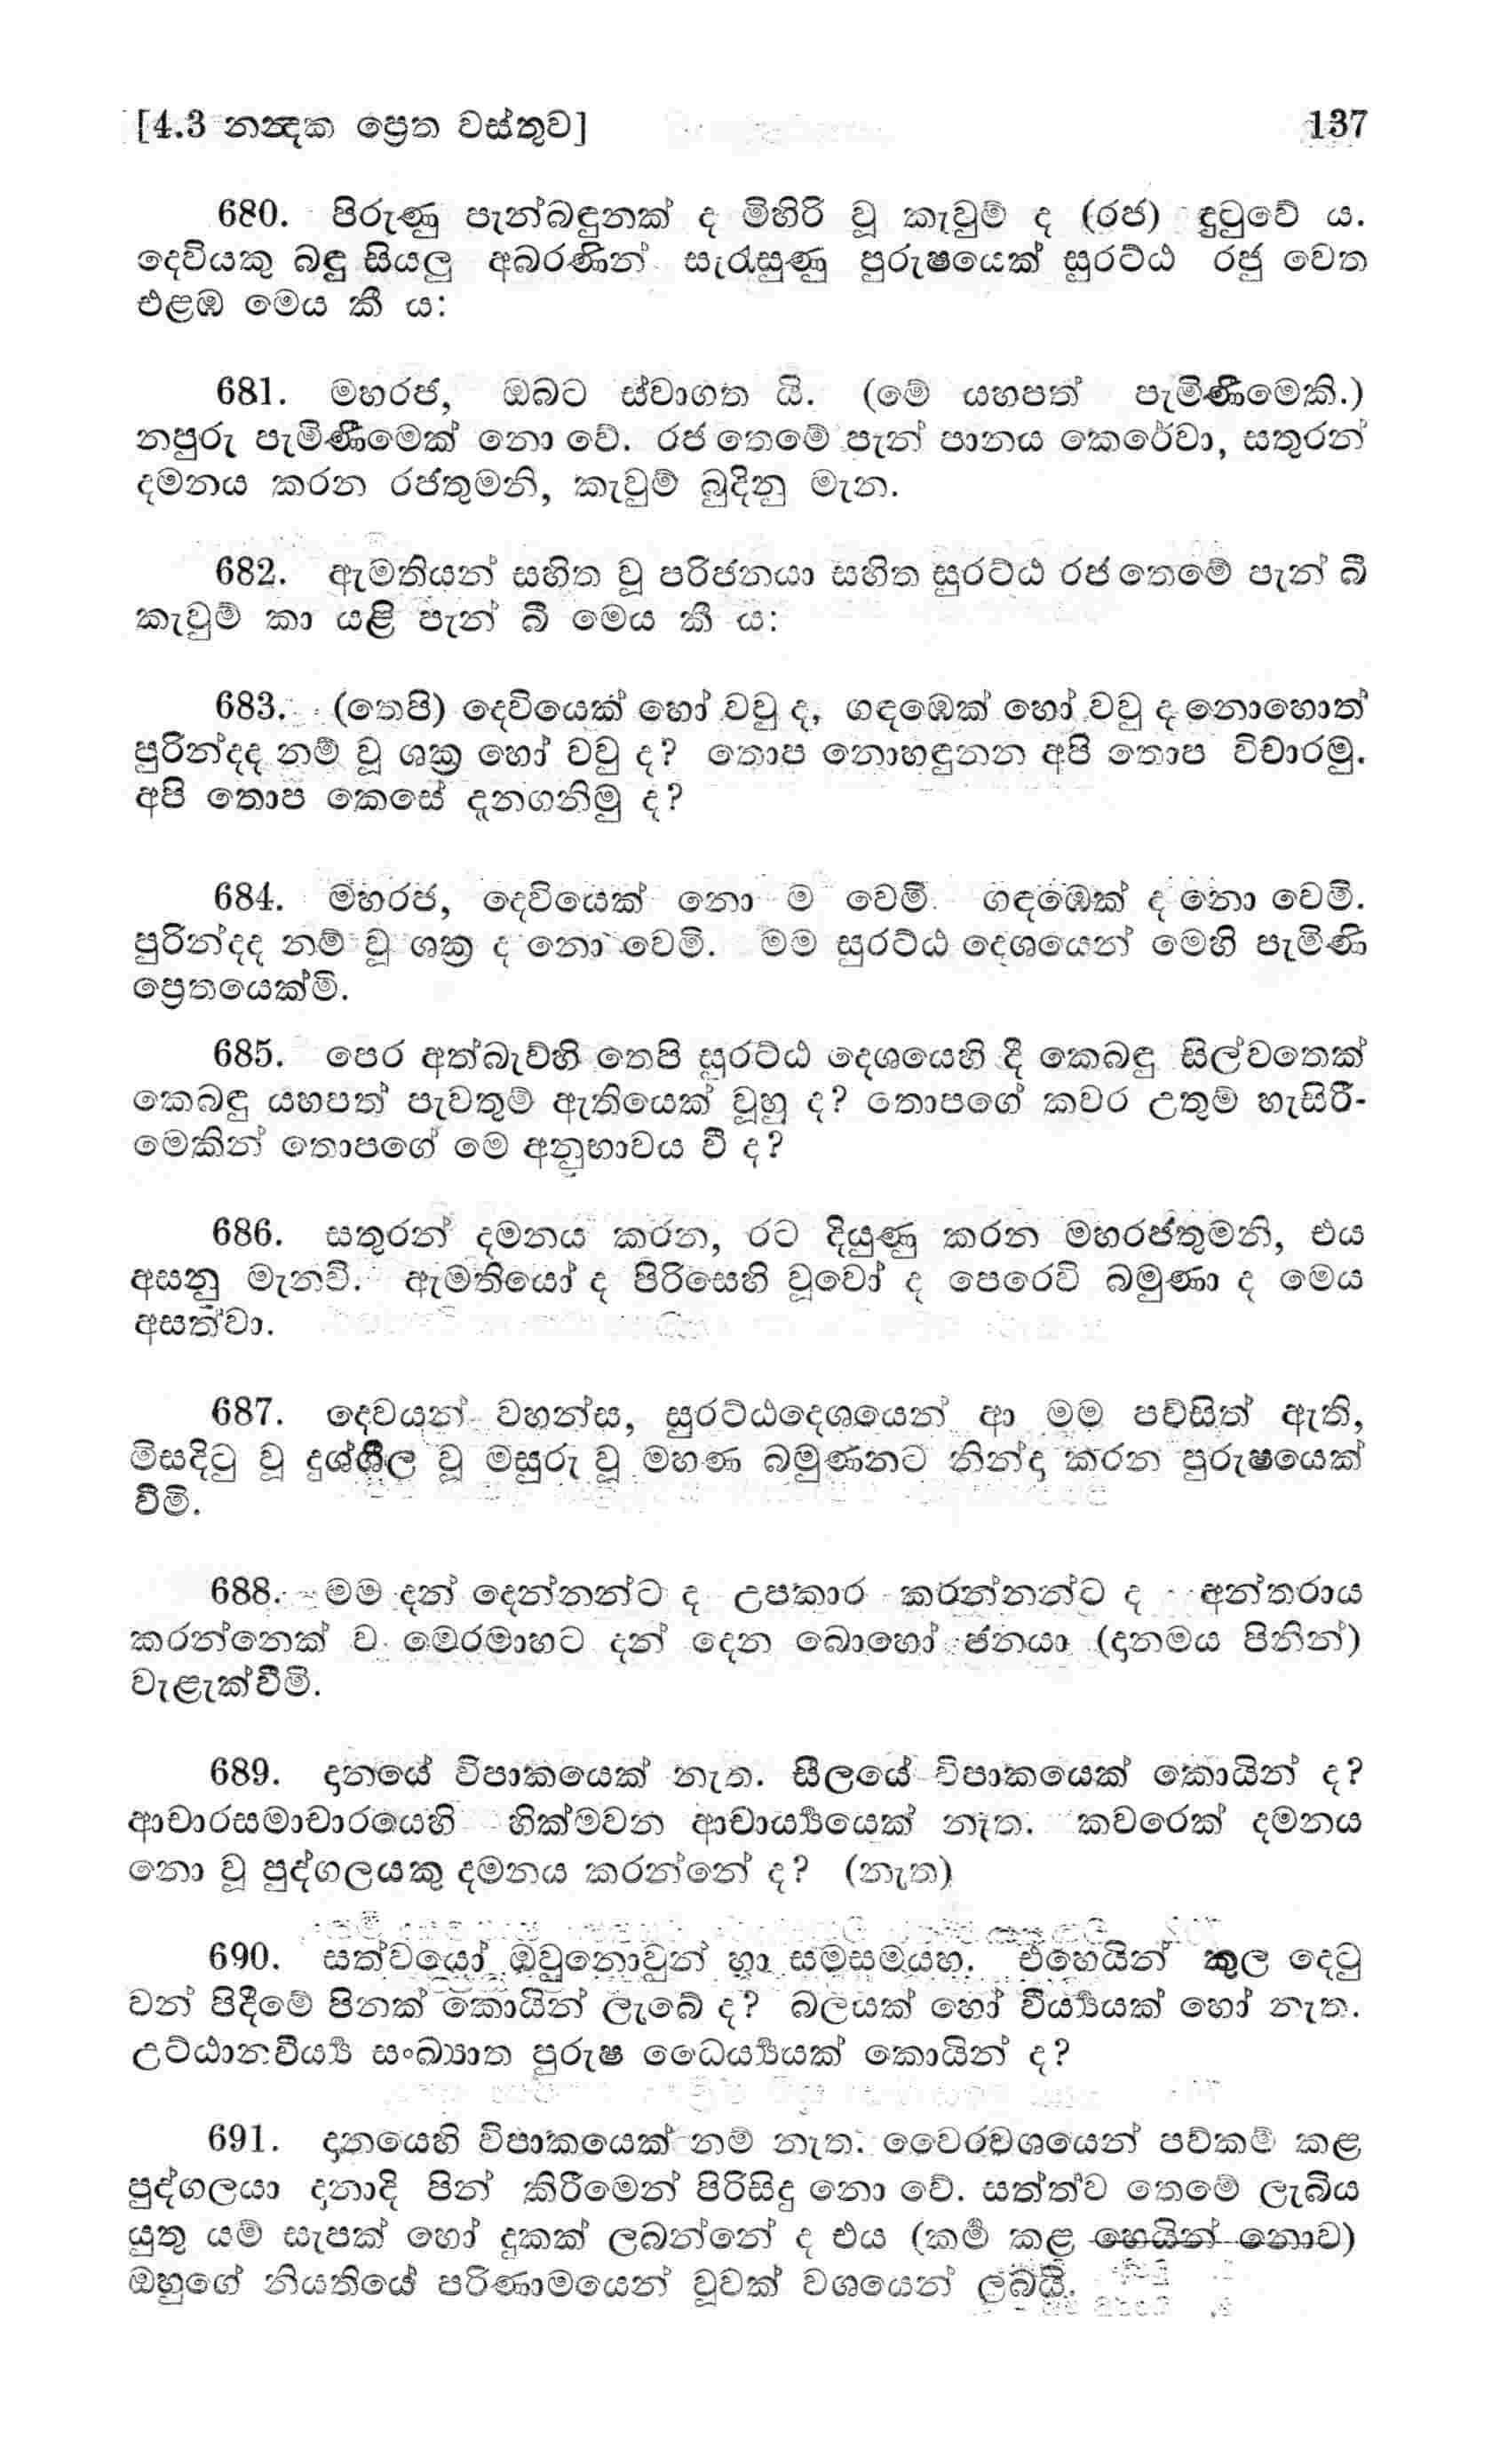 [4.3 නන්‍දක ප්‍රෙත වස්තුව] 137
680. පිරුණු පැන්බඳුනක් ද මිහිරි වූ කැවුම් ද (රජ) දුටුවේ ය.
දෙවියකු බඳු සියලු අබරණින් සැරසුණු පුරුෂයෙක් සුරට්ඨ රජු වෙත
එළඹ මෙය කී ය:
681. මහරජ, ඔබට ස්වාගත යි. (මේ යහපත් පැමිණීමෙකි.)
නපුරු පැමිණීමෙක් නො වේ. රජ තෙමේ පැන් පානය කෙරේවා, සතුරන්
දමනය කරන රජතුමනි, කැවුම් බුදිනු මැන.
682. ඇමතියන් සහිත වූ පරිජනයා සහිත සුරට්ඨ රජ තෙමේ පැන් බී
කැවුම් කා යළි පැන් බී මෙය කී ය:
683. (තෙපි) දෙවියෙක් හෝ වවු ද, ගඳඹෙක් හෝ වවු ද නොහොත්
පුරින්දද නම් වූ ශක්‍ර හෝ වවු ද? තොප නොහඳුනන අපි තොප විචාරමු.
අපි තොප කෙසේ දැනගනිමු ද?
684. මහරජ, දෙවියෙක් නො ම වෙමි. ගඳඹෙක් ද නො වෙමි.
පුරින්දද නම් වූ ශක්‍ර ද නො වෙමි. මම සුරට්ඨ දෙශයෙන් මෙහි පැමිණි
ප්‍රෙතයෙක්මි.
685. පෙර අත්බැව්හි තෙපි සුරට්ඨ දෙශයෙහි දී කෙබඳු සිල්වතෙක්
කෙබඳු යහපත් පැවතුම් ඇතියෙක් වූහු ද? තොපගේ කවර උතුම් හැසිරී-
මෙකින් තොපගේ මෙ අනුභාවය වී ද?
686. සතුරන් දමනය කරන, රට දියුණු කරන මහරජතුමනි, එය
අසනු මැනවි. ඇමතියෝ ද පිරිසෙහි වූවෝ ද පෙරෙවි බමුණා ද මෙය
අසත්වා.
687. දෙවයන් වහන්ස, සුරට්ඨදෙශයෙන් ආ මම පව්සිත් ඇති,
මිසදිටු වූ දුශ්ශීල වූ මසුරු වූ මහණ බමුණනට නින්දා කරන පුරුෂයෙක්
වීමි.
688. මම දන් දෙන්නන්ට ද උපකාර කරන්නන්ට ද අන්තරාය
කරන්නෙක් ව මෙරමාහට දන් දෙන බොහෝ ජනයා (දානමය පිනින්)
වැළැක්වීමි.
689. දානයේ විපාකයෙක් නැත. සීලයේ විපාකයෙක් කොයින් ද?
ආචාරසමාචාරයෙහි හික්මවන ආචාර්‍ය්‍යයෙක් නැත. කවරෙක් දමනය
නො වූ පුද්ගලයකු දමනය කරන්නේ ද? (නැත)
690. සත්වයෝ ඔවුනොවුන් හා සමසමයහ. එහෙයින් කුල දෙටු
වන් පිදීමේ පිනක් කොයින් ලැබේ ද? බලයක් හෝ වීර්‍ය්‍යයක් හෝ නැත.
උට්ඨානවීර්‍ය්‍ය සංඛ්‍යාත පුරුෂ ධෛර්‍ය්‍යයක් කොයින් ද?
691. දානයෙහි විපාකයෙක් නම් නැත. වෛරවශයෙන් පව්කම් කළ
පුද්ගලයා දානාදි පින් කිරීමෙන් පිරිසිදු නො වේ. සත්ත්ව තෙමේ ලැබිය
යුතු යම් සැපක් හෝ දුකක් ලබන්නේ ද එය (කර්‍ම කළ හෙයින් නොව)
ඔහුගේ නියතියේ පරිණාමයෙන් වූවක් වශයෙන් ලබයි.